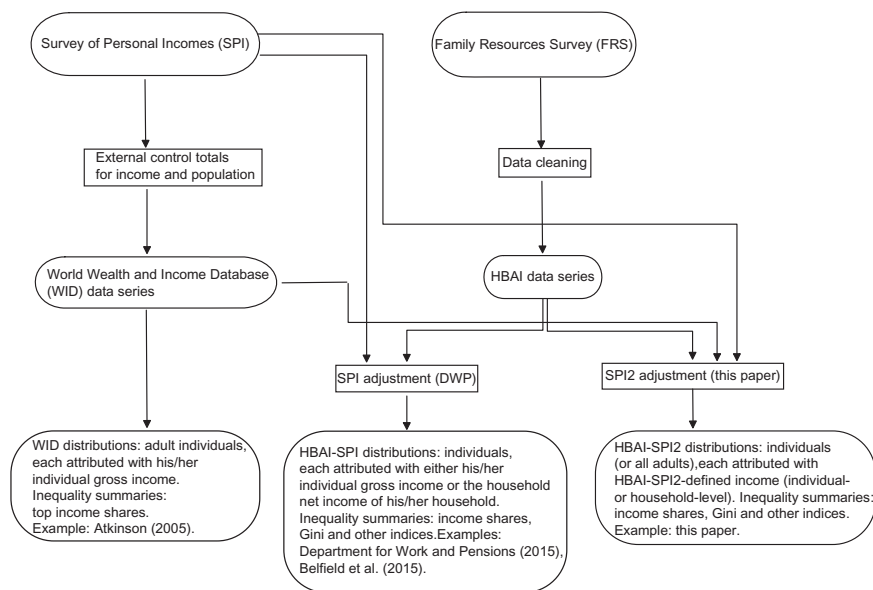 Survey of Personal Incomes (SPI)
Family Resources Survey (FRS)
External control totals
for income and population
Data cleaning
World Wealth and Income Database
(WID) data series
HBAI data series
SPI adjustment (DWP)
SPI2 adjustment (this paper)
WID distributions: adult individuals,
each attributed with his/her
individual gross income.
Inequality summaries:
top income shares.
Example: Atkinson (2005).
HBAI-SPI distributions: individuals,
each attributed with either his/her
individual gross income or the household
net income of his/her household.
Inequality summaries: income shares,
Gini and other indices.Examples:
Department for Work and Pensions (2015),
Belfield et al. (2015).
HBAI-SPI2 distributions: individuals
(or all adults),each attributed with
HBAI-SPI2-defined income (individual-
or household-level). Inequality summaries:
income shares, Gini and other indices.
Example: this paper.